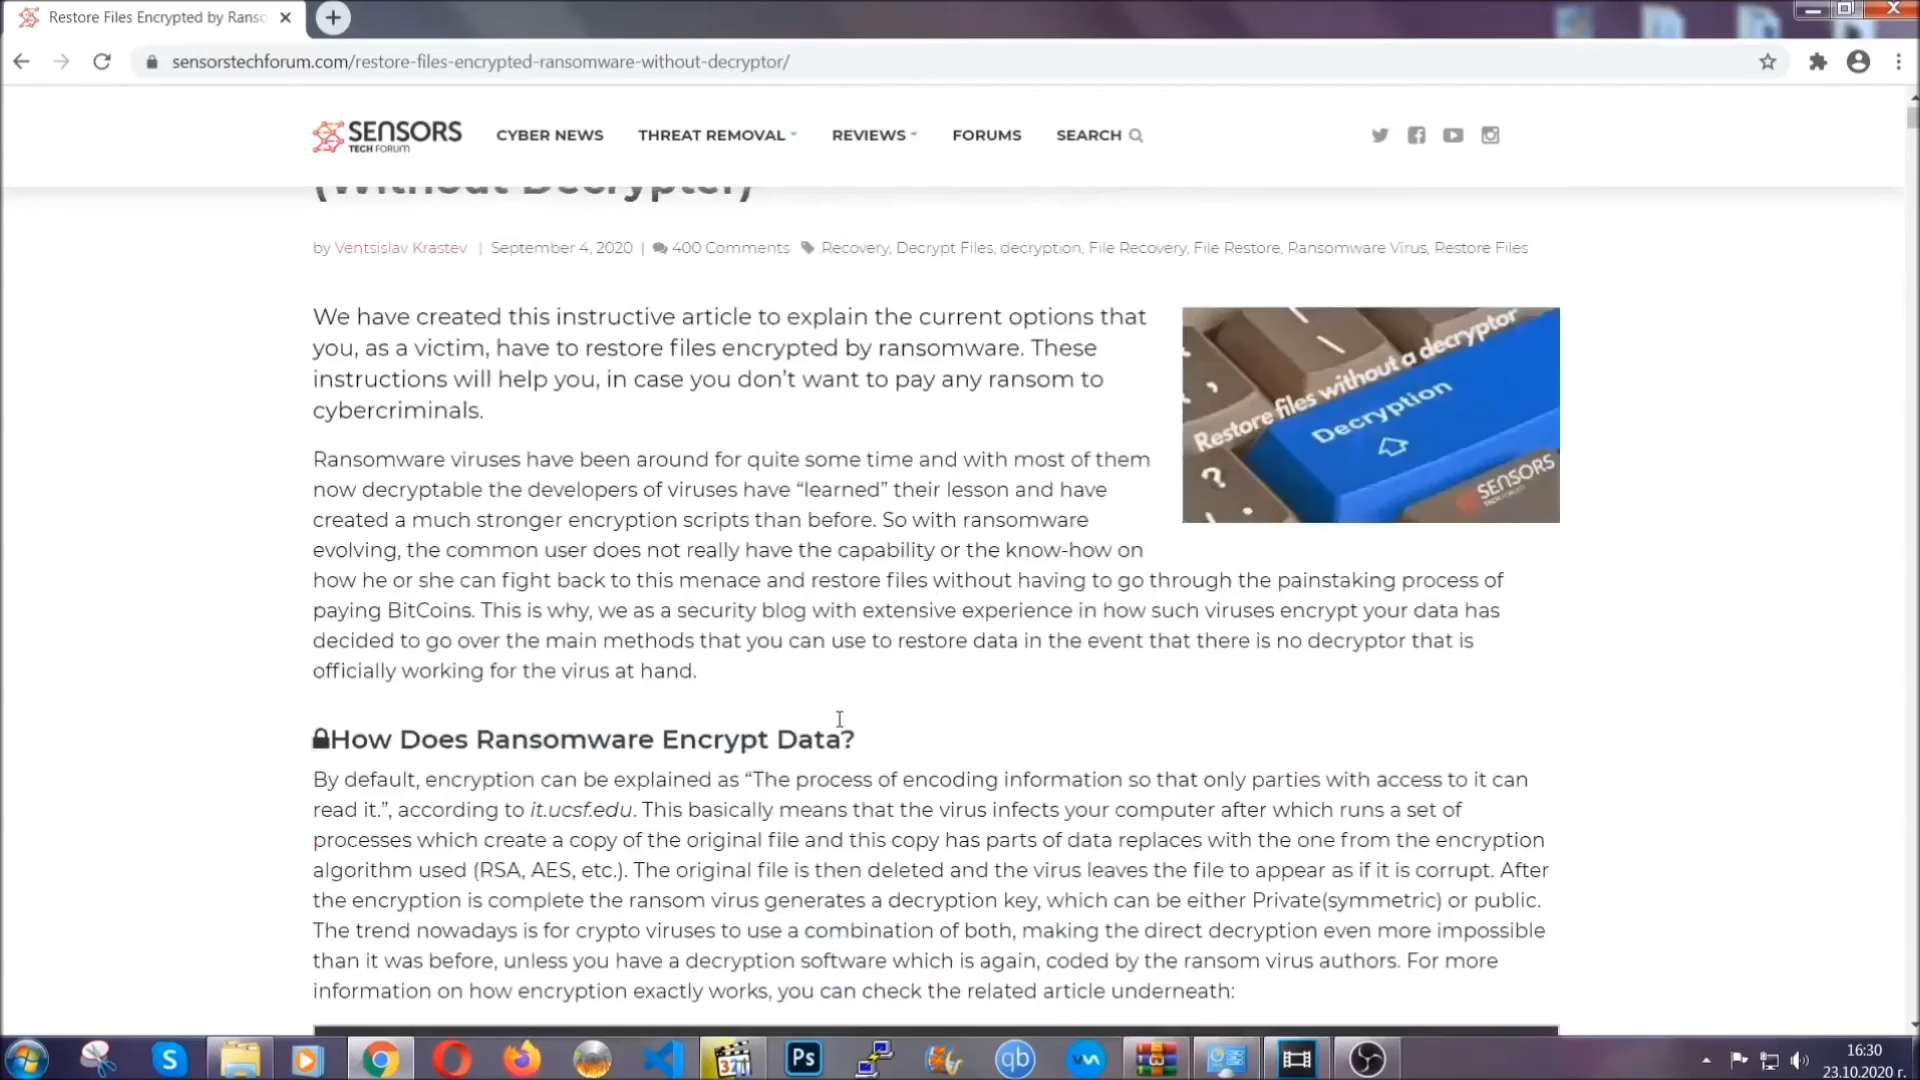 Restore Files Encrypted by Ranso
sensorstechforum.com/restore-files-encrypted-ransomware-without-decryptor/
SENSORS
TECH FORUM
CYBER NEWS THREAT REMOVAL REVIEWS FORUMS SEARCH
(Without Decrypter)
by Ventsislav Krastev | September 4, 2020 | 400 Comments Recovery, Decrypt Files, decryption, File Recovery, File Restore, Ransomware Virus, Restore Files
We have created this instructive article to explain the current options that
you, as a victim, have to restore files encrypted by ransomware. These
instructions will help you, in case you don't want to pay any ransom to
cybercriminals.
Restore files without a decryptor
Decryption
SENSORS
Ransomware viruses have been around for quite some time and with most of them
now decryptable the developers of viruses have “learned” their lesson and have
created a much stronger encryption scripts than before. So with ransomware
evolving, the common user does not really have the capability or the know-how on
how he or she can fight back to this menace and restore files without having to go through the painstaking process of
paying BitCoins. This is why, we as a security blog with extensive experience in how such viruses encrypt your data has
decided to go over the main methods that you can use to restore data in the event that there is no decryptor that is
officially working for the virus at hand.
How Does Ransomware Encrypt Data?
By default, encryption can be explained as “The process of encoding information so that only parties with access to it can
read it.”, according to it.ucsf.edu. This basically means that the virus infects your computer after which runs a set of
processes which create a copy of the original file and this copy has parts of data replaces with the one from the encryption
algorithm used (RSA, AES, etc.). The original file is then deleted and the virus leaves the file to appear as if it is corrupt. After
the encryption is complete the ransom virus generates a decryption key, which can be either Private(symmetric) or public.
The trend nowadays is for crypto viruses to use a combination of both, making the direct decryption even more impossible
than it was before, unless you have a decryption software which is again, coded by the ransom virus authors. For more
information on how encryption exactly works, you can check the related article underneath:
S
321
Ps
qb
16:30
23.10.2020 г.